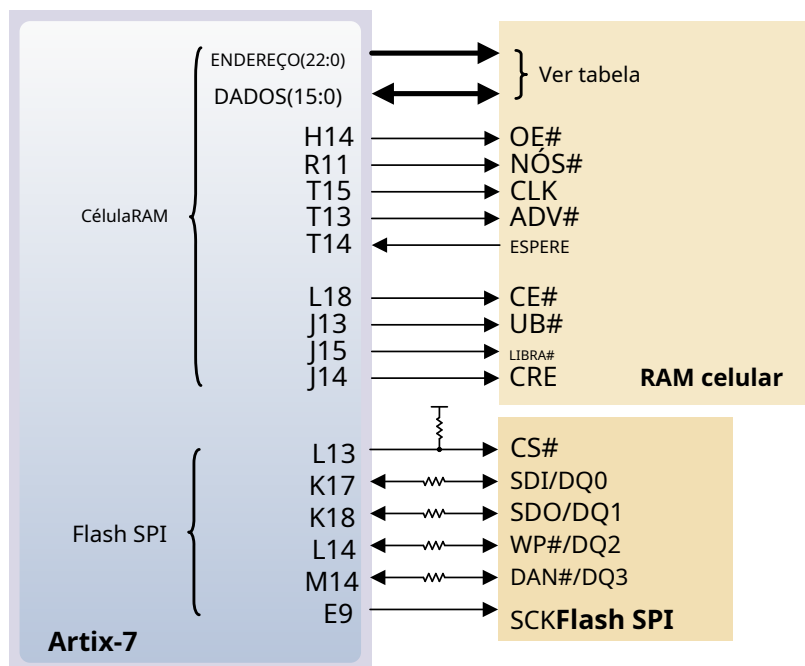 ENDEREÇO(22:0)
DADOS(15:0)
Ver tabela
H14 OE#
R11 NÓS#
T15 CLK
T13 ADV#
CélulaRAM
T14 ESPERE
L18 CE#
J13 UB#
J15 LIBRA#
J14 CRE
RAM celular
L13 CS#
K17 SDI/DQ0
K18 SDO/DQ1
Flash SPI
L14 WP#/DQ2
M14 DAN#/DQ3
E9 SCKFlash SPI
Artix-7